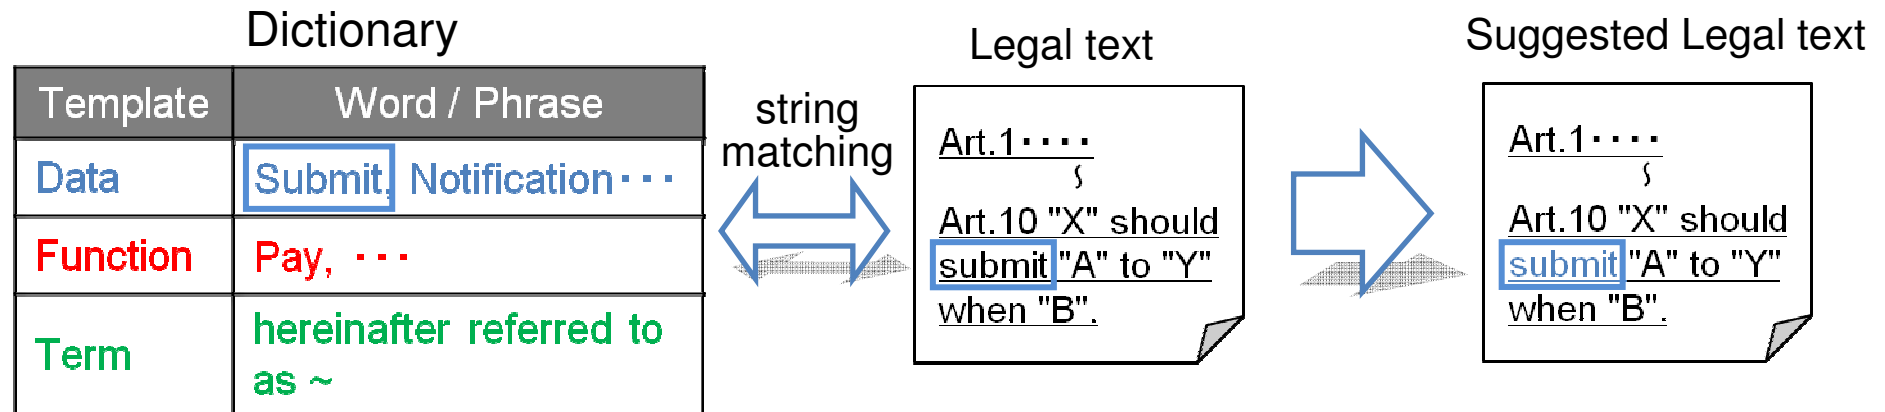 Dictionary
Template Word / Phrase
Data Submit, Notification・・・
Function Pay, ・・・
Term hereinafter referred to
as ~
string
matching
Legal text
Art.1・・・・
Art.10 "X" should
submit "A" to "Y"
when "B".
Suggested Legal text
Art.1・・・・
Art.10 "X" should
submit "A" to "Y"
when "B".